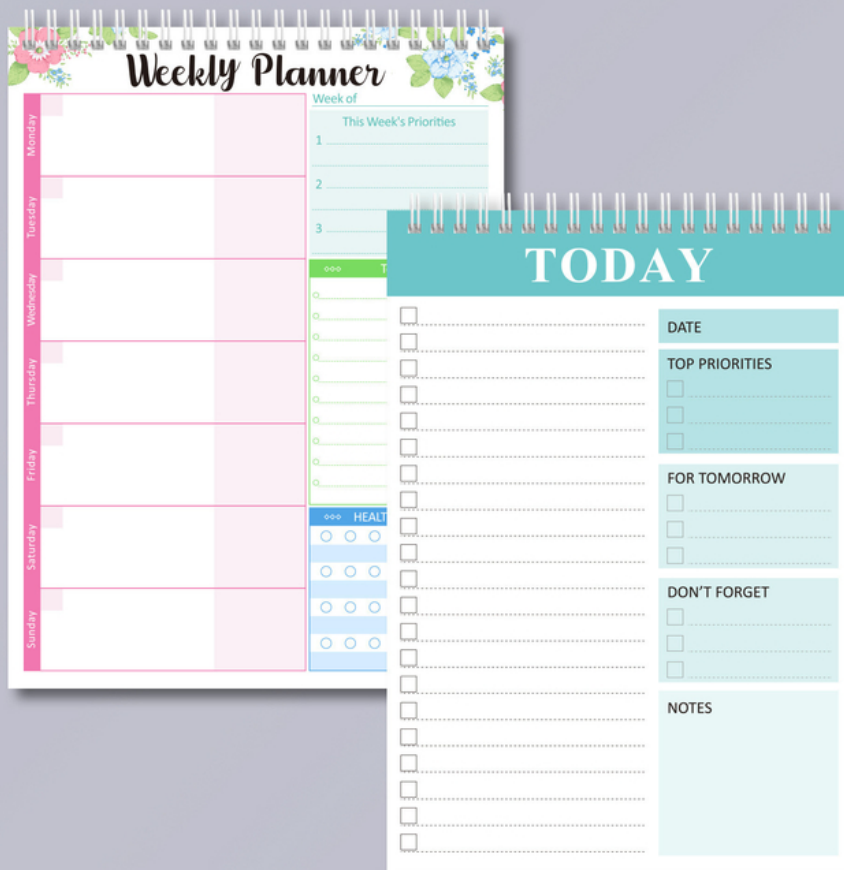 Weekly Planner
Week of
This Week's Priorities
1
2
3
Monday
Tuesday
Wednesday
Thursday
Friday
Saturday
Sunday
TODAY
DATE
TOP PRIORITIES
FOR TOMORROW
DON'T FORGET
NOTES